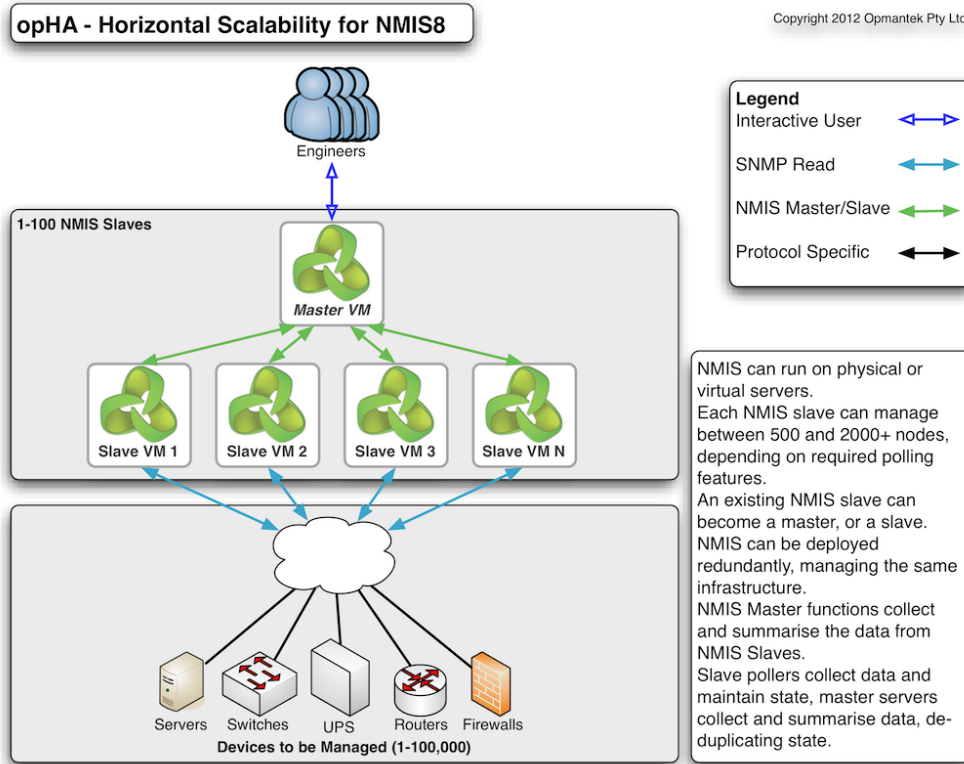 opHA - Horizontal Scalability for NMIS8
Copyright 2012 Opmantek Pty Ltd
Engineers
Legend
Interactive User
SNMP Read
NMIS Master/Slave
Protocol Specific
1-100 NMIS Slaves
Master VM
Slave VM 1
Slave VM 2
Slave VM 3
Slave VM N
NMIS can run on physical or
virtual servers.
Each NMIS slave can manage
between 500 and 2000+ nodes,
depending on required polling
features.
An existing NMIS slave can
become a master, or a slave.
NMIS can be deployed
redundantly, managing the same
infrastructure.
NMIS Master functions collect
and summarise the data from
NMIS Slaves.
Slave pollers collect data and
maintain state, master servers
collect and summarise data, de-
duplicating state.
Servers
Switches
UPS
Routers
Firewalls
Devices to be Managed (1-100,000)